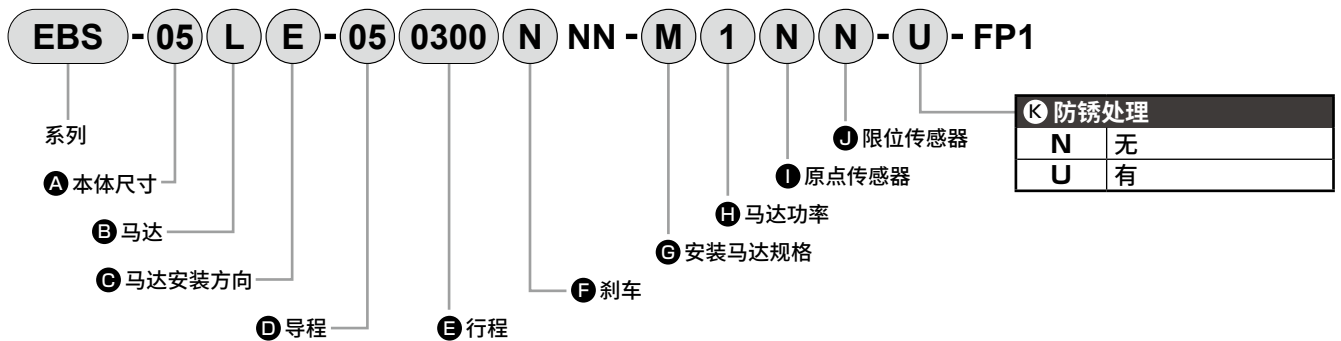 EBS - 05 L E - 05 0300 N NN - M 1 N N - U - FP1
系列
Ⓚ 防锈处理
N 无
U 有
Ⓙ 限位传感器
Ⓐ 本体尺寸
Ⓘ 原点传感器
Ⓗ 马达功率
Ⓑ 马达
Ⓖ 安装马达规格
Ⓒ 马达安装方向
Ⓕ 刹车
Ⓓ 导程
Ⓔ 行程